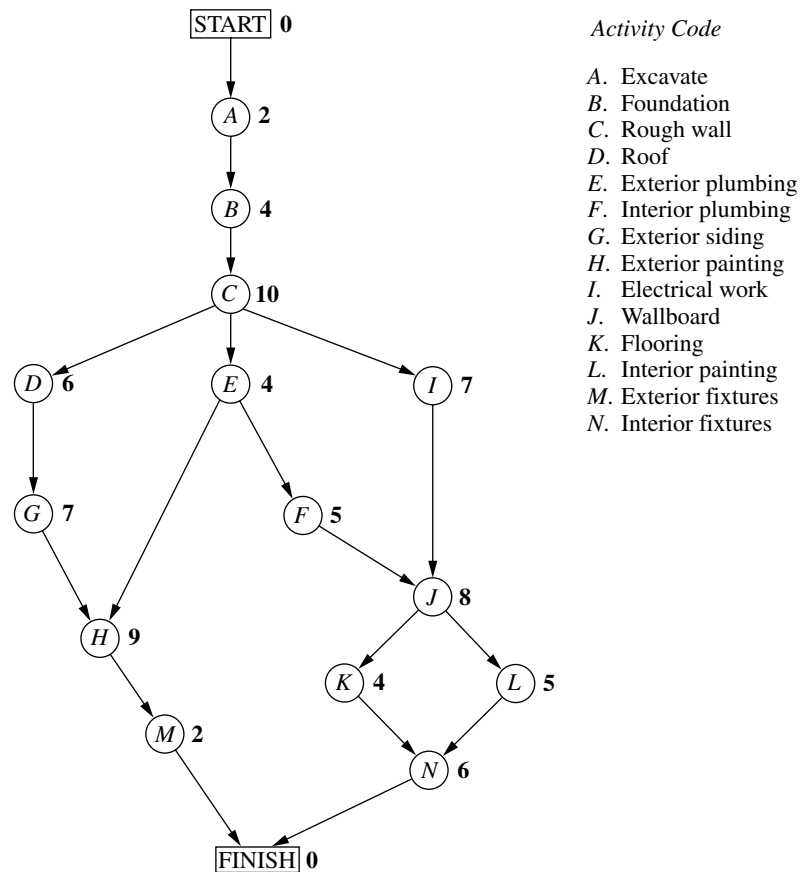 START 0
Activity Code
A. Excavate
B. Foundation
C. Rough wall
D. Roof
E. Exterior plumbing
F. Interior plumbing
G. Exterior siding
H. Exterior painting
I. Electrical work
J. Wallboard
K. Flooring
L. Interior painting
M. Exterior fixtures
N. Interior fixtures
A 2
B 4
C 10
D 6
E 4
I 7
G 7
F 5
J 8
H 9
K 4
L 5
M 2
N 6
FINISH 0